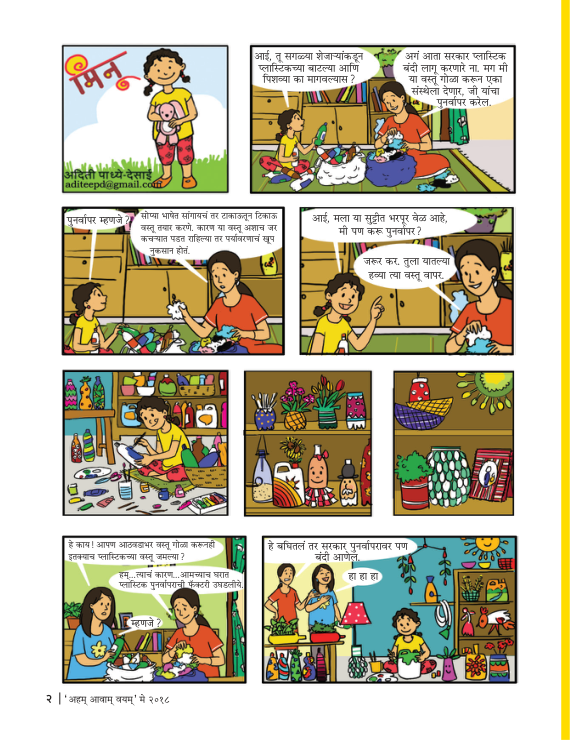 मिनू
अदिती पाध्ये-देसाई
aditeepd@gmail.com
आई, तू सगळ्या शेजाऱ्यांकडून
प्लास्टिकच्या बाटल्या आणि
पिशव्या का मागवल्यास ?
अगं आता सरकार प्लास्टिक
बंदी लागू करणारे ना. मग मी
या वस्तू गोळा करून एका
संस्थेला देणार, जी यांचा
पुनर्वापर करेल.
पुनर्वापर म्हणजे ?
सोप्या भाषेत सांगायचं तर टाकाऊतून टिकाऊ
वस्तू तयार करणे. कारण या वस्तू अशाच जर
कचऱ्यात पडत राहिल्या तर पर्यावरणाचं खूप
नुकसान होतं.
आई, मला या सुट्टीत भरपूर वेळ आहे,
मी पण करू पुनर्वापर ?
जरूर कर. तुला यातल्या
हव्या त्या वस्तू वापर.
हे काय ! आपण आठवडाभर वस्तू गोळा करूनही
इतक्याच प्लास्टिकच्या वस्तू जमल्या ?
हम्...त्याचं कारण...आमच्याच घरात
प्लास्टिक पुनर्वापराची फॅक्टरी उघडलीये.
म्हणजे ?
हे बघितलं तर सरकार पुनर्वापरावर पण
बंदी आणेल.
हा हा हा
२ | ' अहम् आवाम् वयम् ' मे २०१८